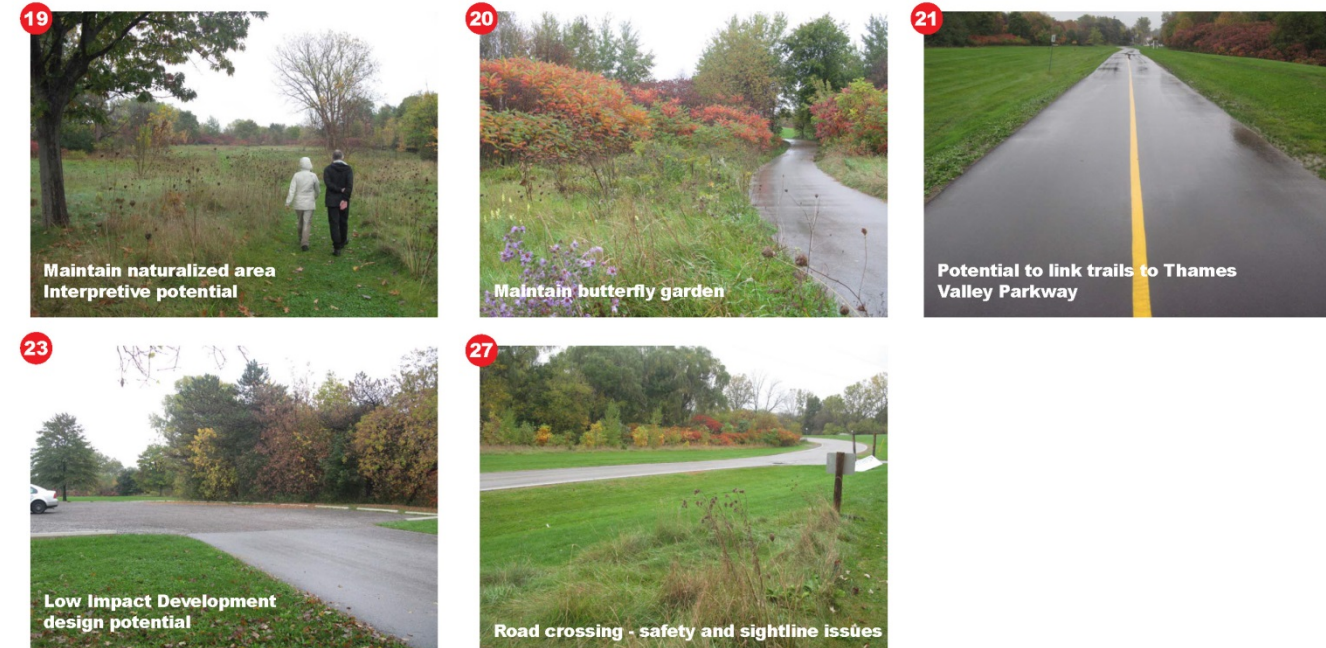 19
Maintain naturalized area
Interpretive potential
20
Maintain butterfly garden
21
Potential to link trails to Thames
Valley Parkway
23
Low Impact Development
design potential
27
Road crossing - safety and sightline issues